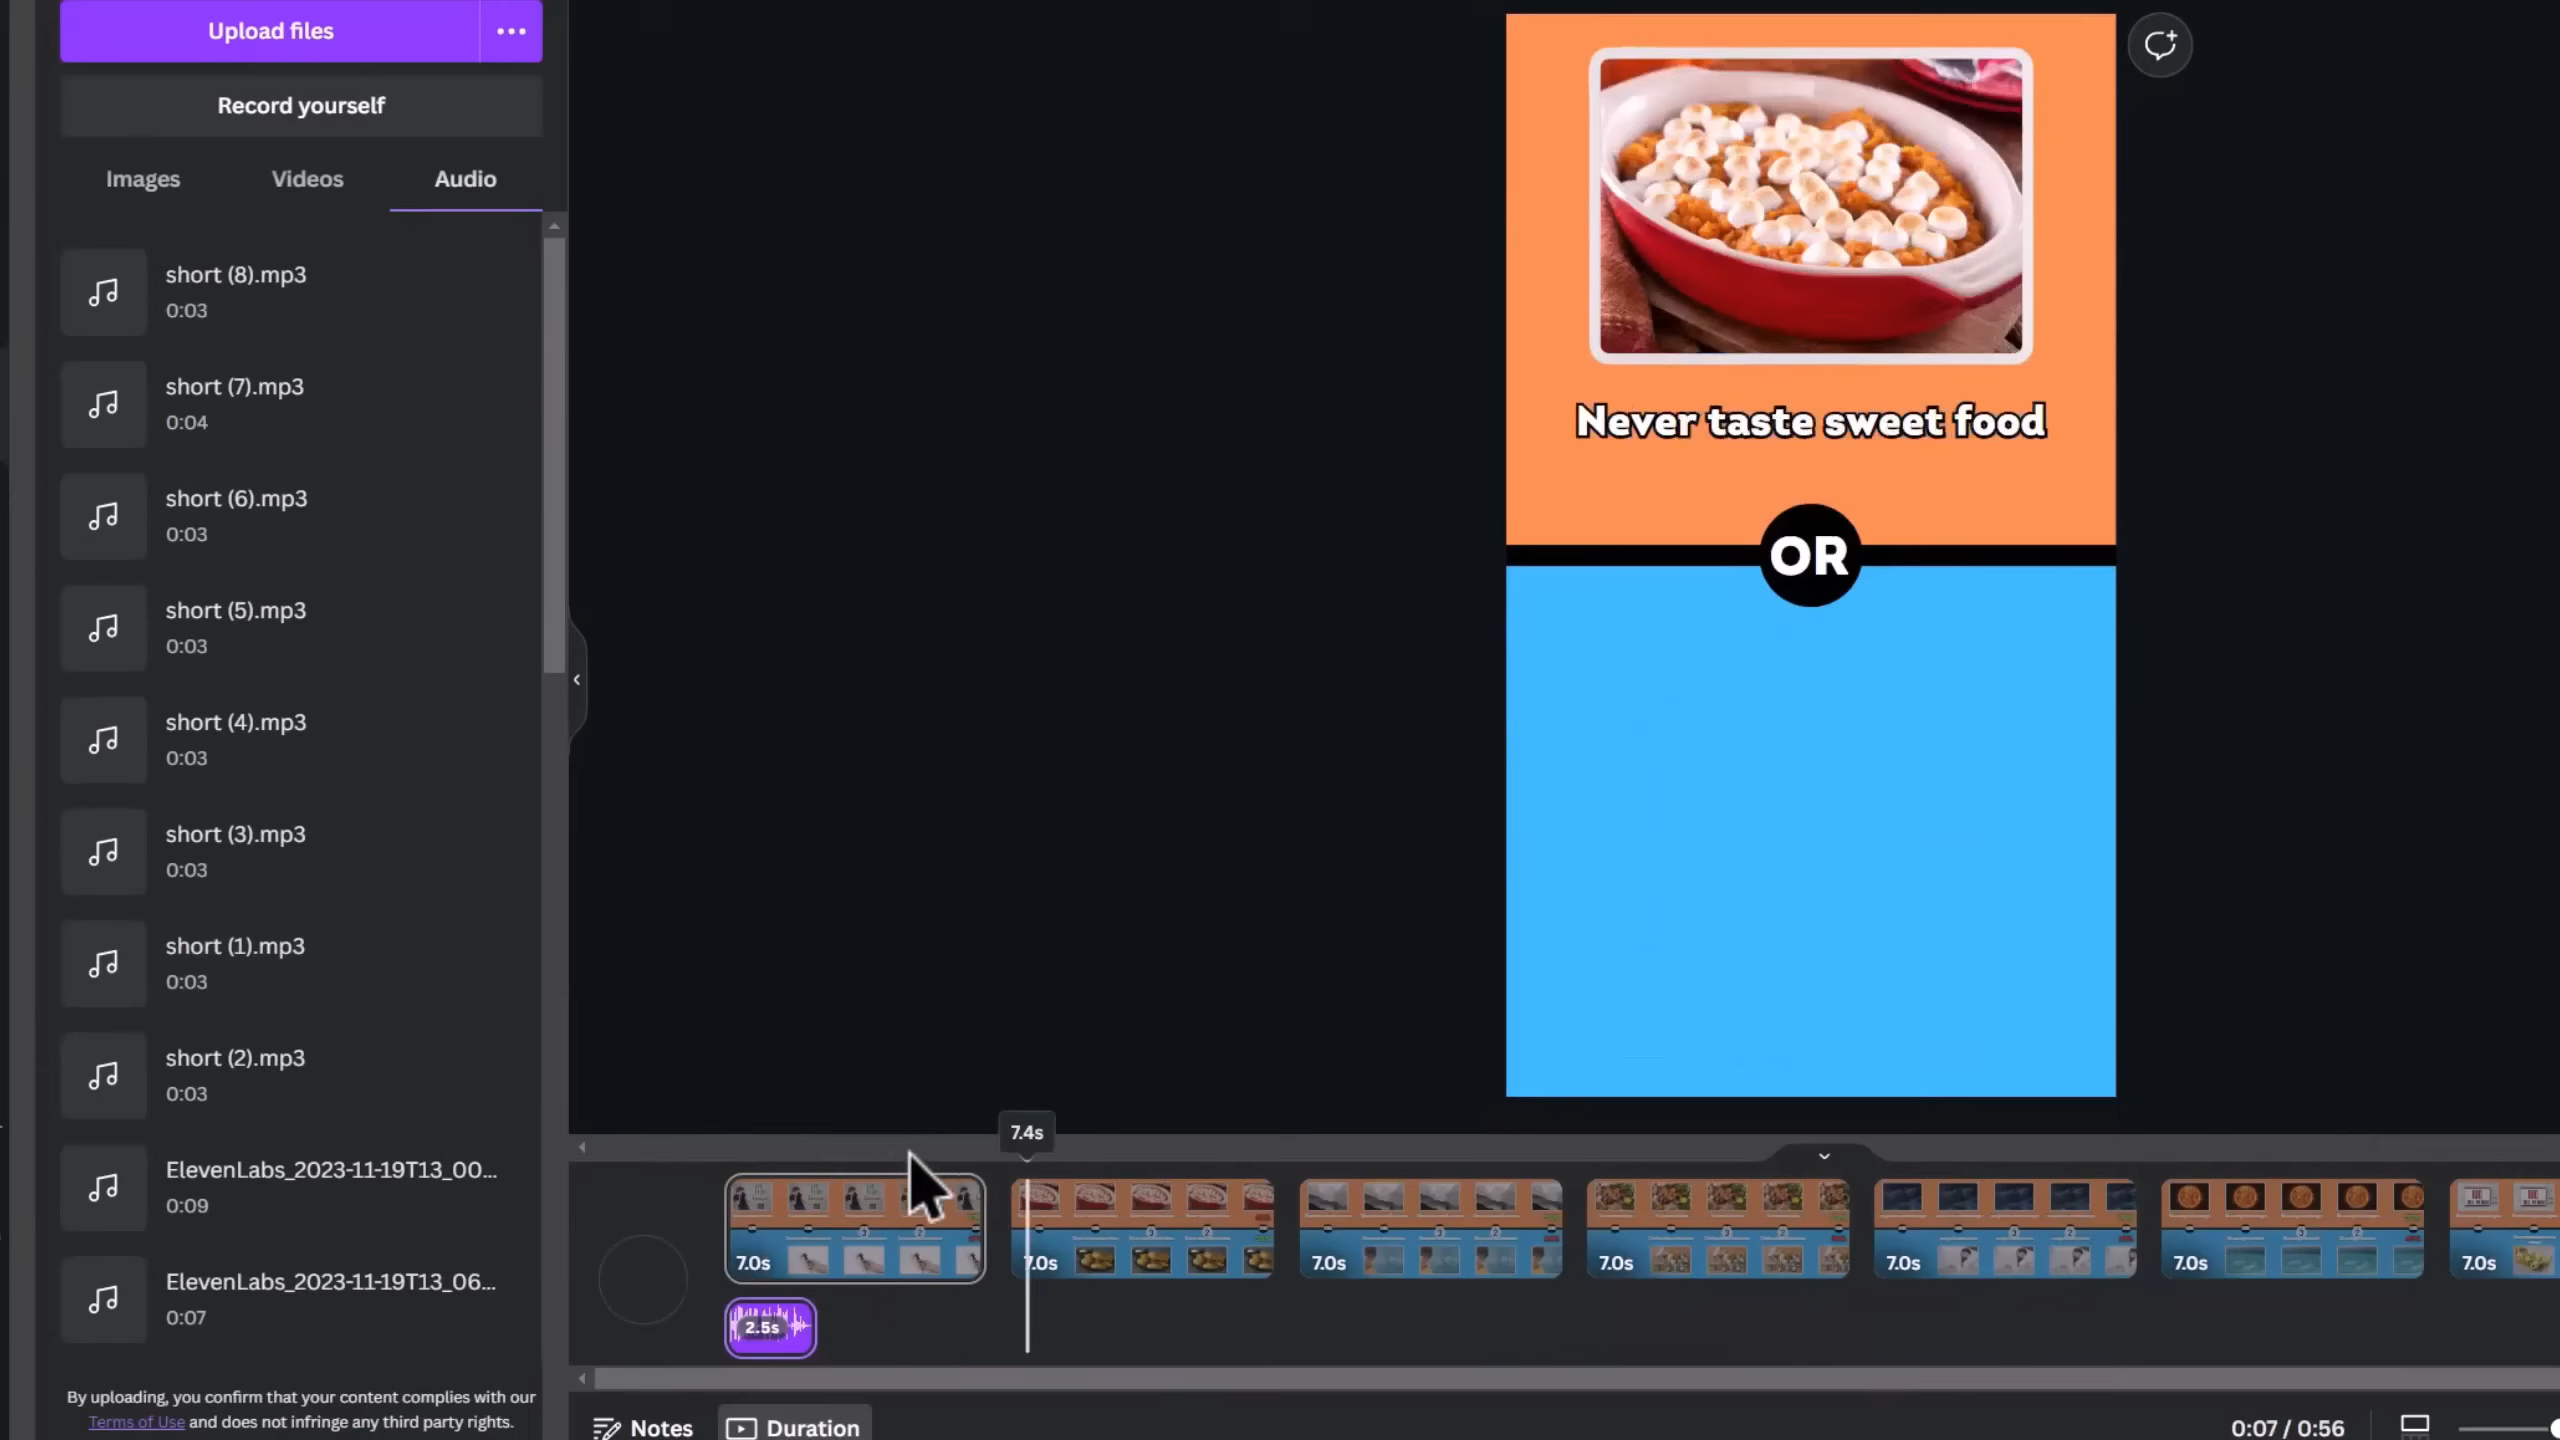 Upload files
Record yourself
Images
Videos
Audio
short (8).mp3
0:03
short (7).mp3
0:04
short (6).mp3
0:03
short (5).mp3
0:03
short (4).mp3
0:03
short (3).mp3
0:03
short (1).mp3
0:03
short (2).mp3
0:03
ElevenLabs_2023-11-19T13_00...
0:09
ElevenLabs_2023-11-19T13_06...
0:07
By uploading, you confirm that your content complies with our
Terms of Use and does not infringe any third party rights.
Never taste sweet food
OR
7.4s
7.0s
7.0s
7.0s
7.0s
7.0s
7.0s
7.0s
2.5s
Notes
Duration
0:07 / 0:56